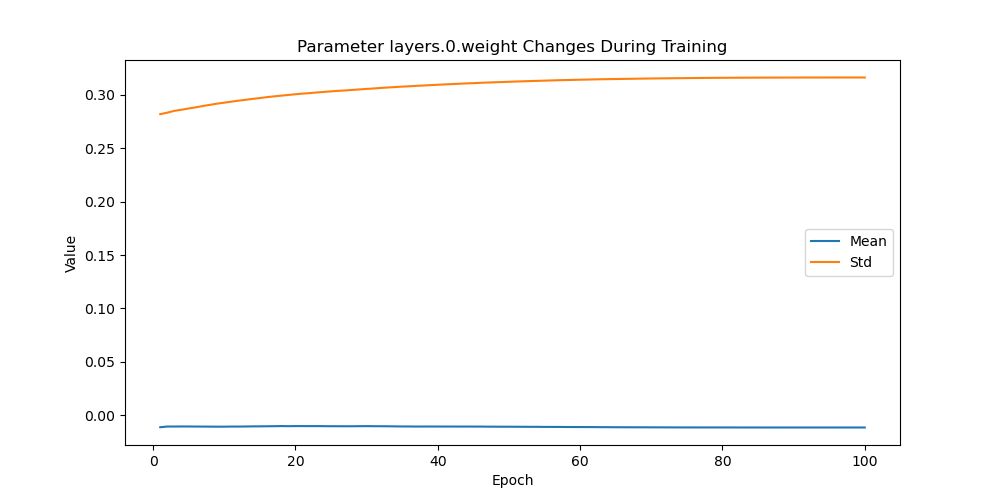 Parameter layers.0.weight Changes During Training
0.30
0.25
0.20
0.15
0.10
0.05
0.00
Value
Mean
Std
0 20 40 60 80 100
Epoch